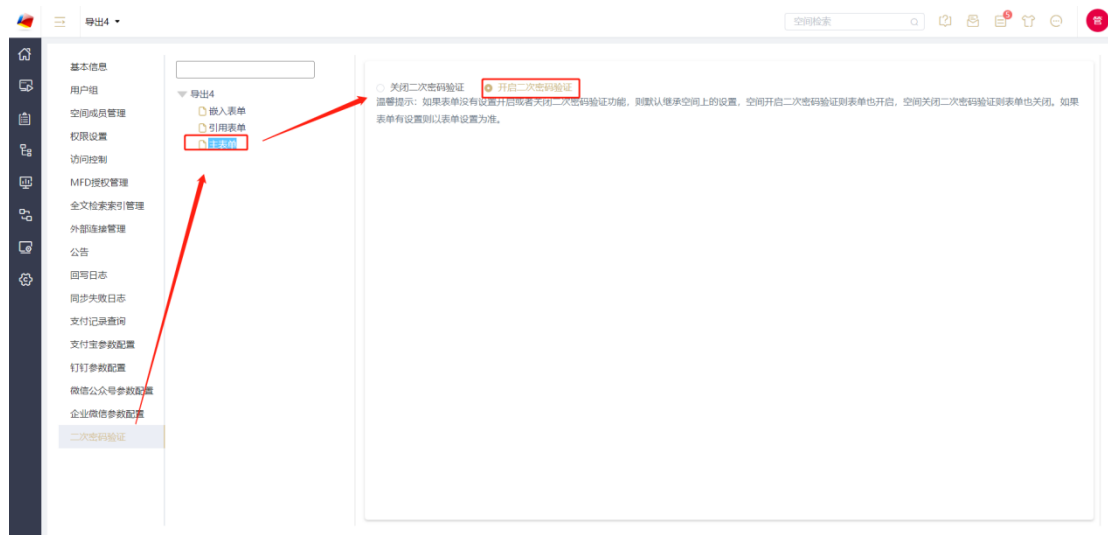 导出4
空间检索
5
管
基本信息
用户组
空间成员管理
权限设置
访问控制
MFD授权管理
全文检索索引管理
外部连接管理
公告
回写日志
同步失败日志
支付记录查询
支付宝参数配置
钉钉参数配置
微信公众号参数配置
企业微信参数配置
二次密码验证
导出4
嵌入表单
引用表单
主表单
关闭二次密码验证 开启二次密码验证
温馨提示：如果表单没有设置开启或者关闭二次密码验证功能，则默认继承空间上的设置，空间开启二次密码验证则表单也开启，空间关闭二次密码验证则表单也关闭。如果
表单有设置则以表单设置为准。